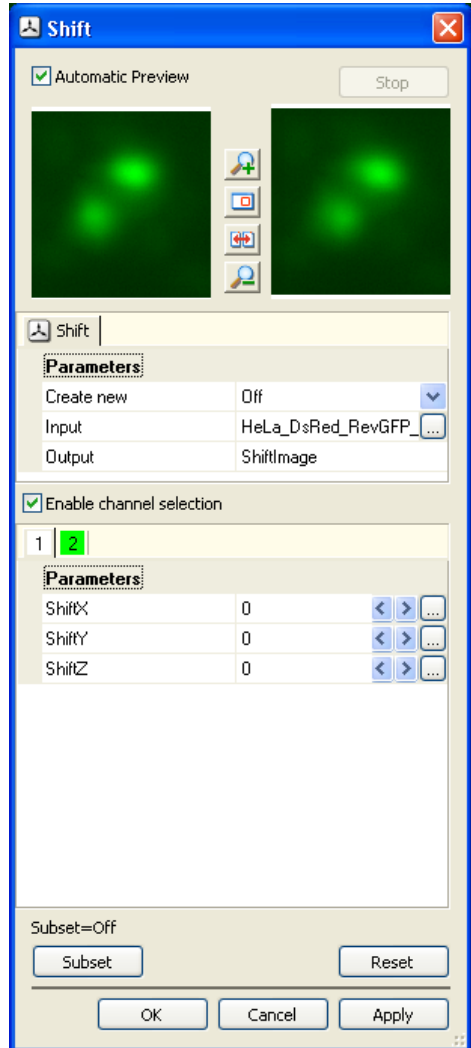 Shift
Automatic Preview
Stop
Shift
Parameters
Create new Off
Input HeLa_DsRed_RevGFP_ ...
Output ShiftImage
Enable channel selection
1 2
Parameters
ShiftX 0 < > ...
ShiftY 0 < > ...
ShiftZ 0 < > ...
Subset=Off
Subset Reset
OK Cancel Apply